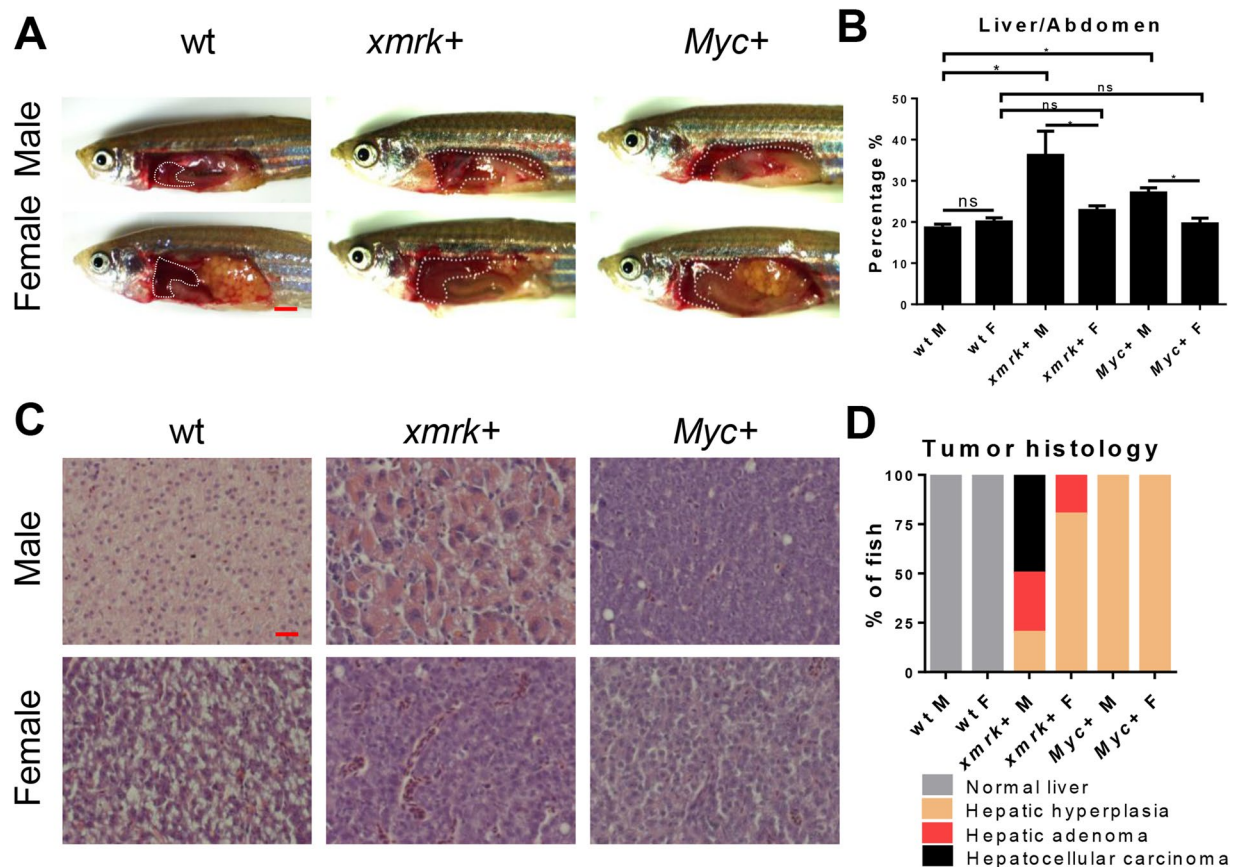 A
wt
xmrk+
Myc+
Male
Female
B
Liver/Abdomen
*
*
ns
ns
*
*
ns
Percentage %
50
40
30
20
10
0
wt M
wt F
xmrk+ M
xmrk+ F
Myc+ M
Myc+ F
C
wt
xmrk+
Myc+
Male
Female
D
Tumor histology
% of fish
100
75
50
25
0
wt M
wt F
xmrk+ M
xmrk+ F
Myc+ M
Myc+ F
Normal liver
Hepatic hyperplasia
Hepatic adenoma
Hepatocellular carcinoma